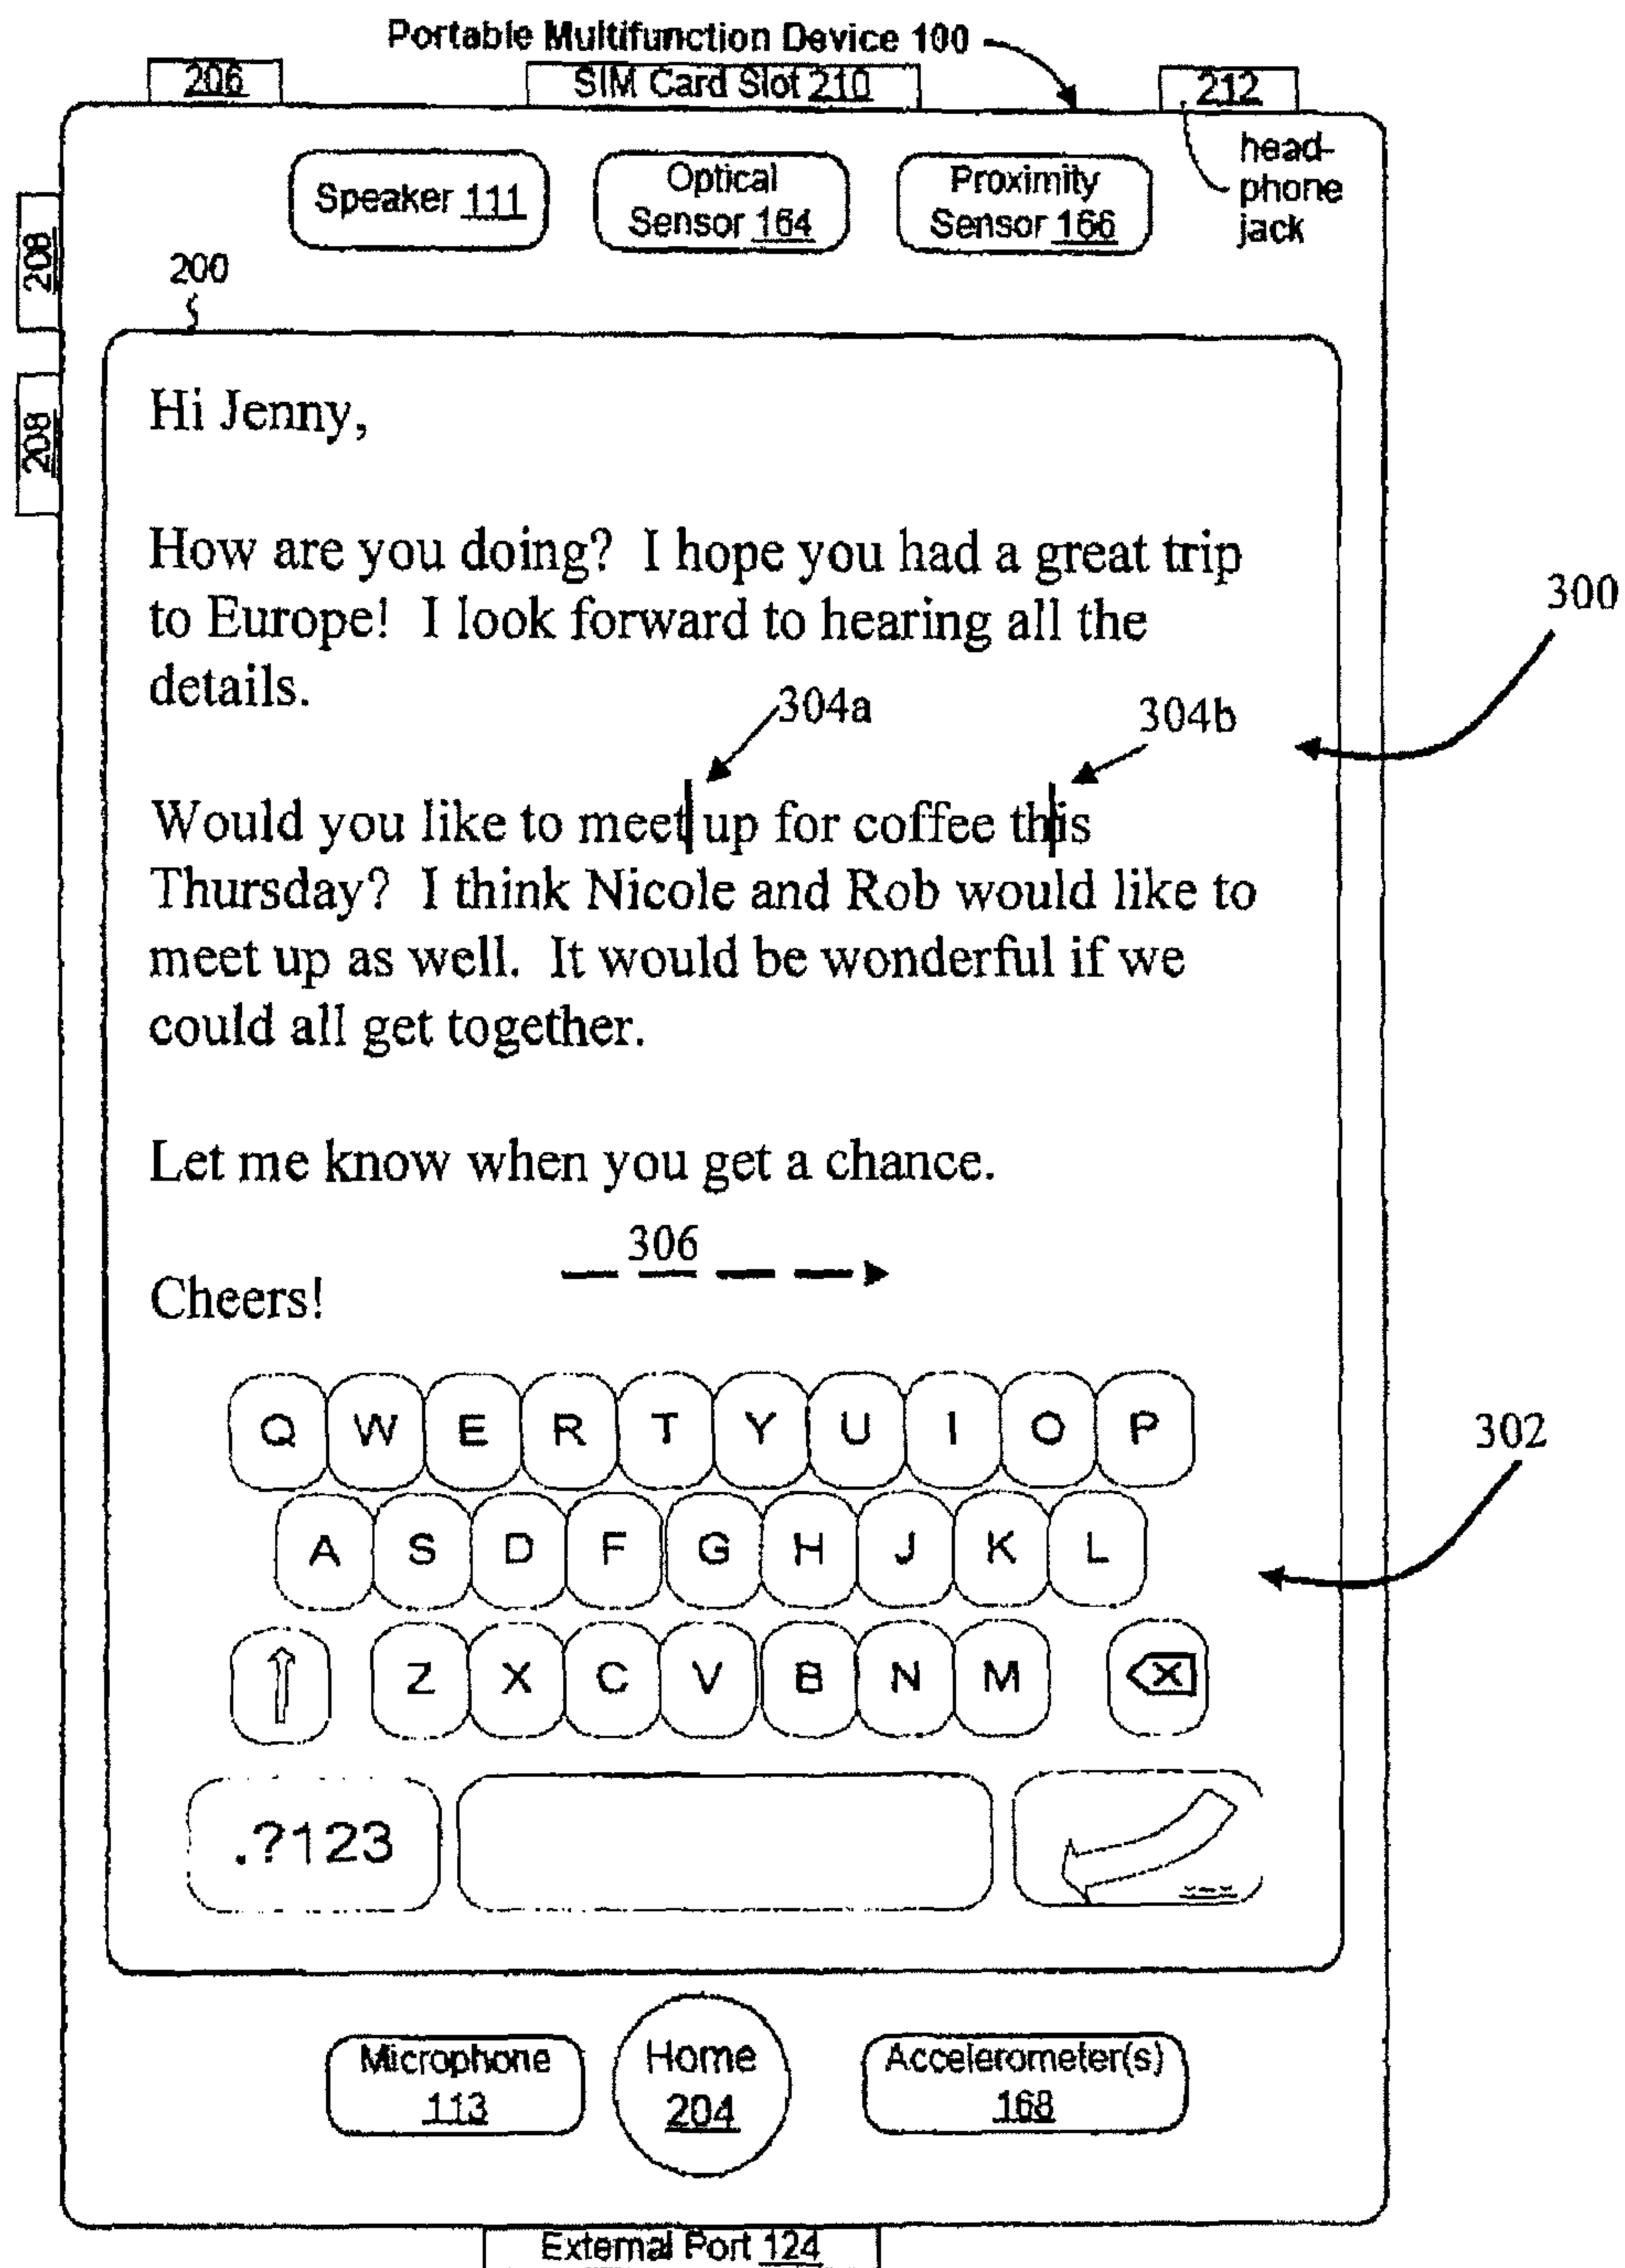 Portable Multifunction Device 100
206
SIM Card Slot 210
212
head-
phone
jack
Speaker 111
Optical
Sensor 164
Proximity
Sensor 166
208
200
208
Hi Jenny,
How are you doing?  I hope you had a great trip
to Europe!  I look forward to hearing all the
details.
300
304a
304b
Would you like to meet up for coffee this
Thursday?  I think Nicole and Rob would like to
meet up as well.  It would be wonderful if we
could all get together.
Let me know when you get a chance.
306
Cheers!
Q W E R T Y U I O P
302
A S D F G H J K L
Z X C V B N M
.?123
Microphone
113
Home
204
Accelerometer(s)
168
External Port 124